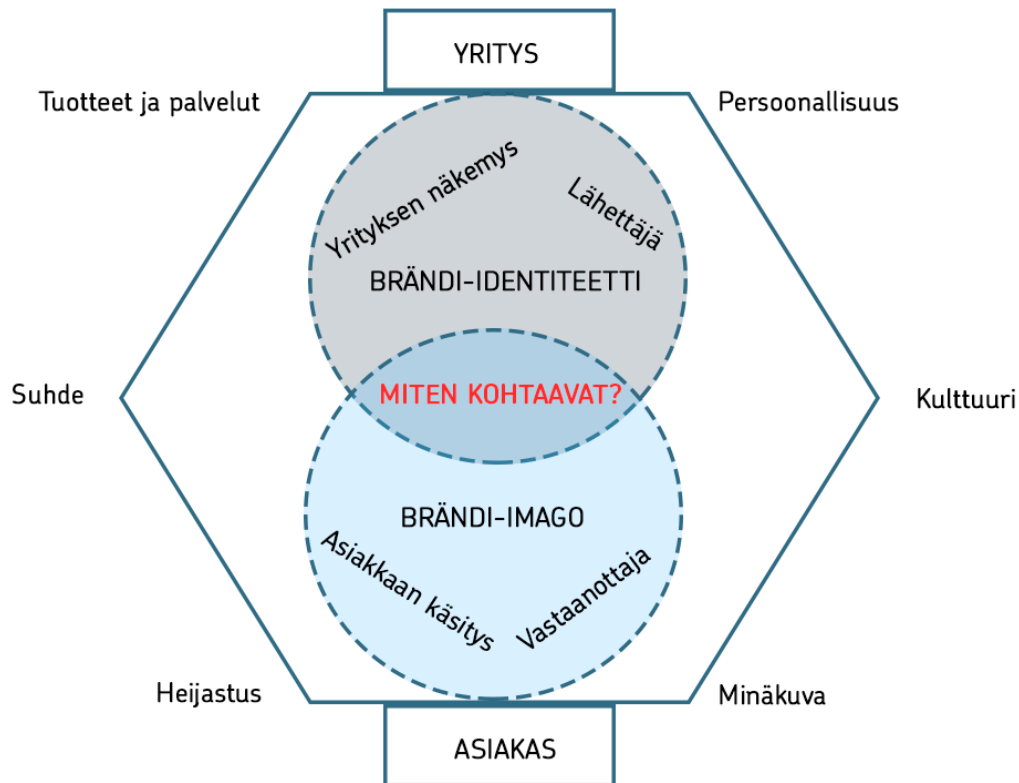 YRITYS
Tuotteet ja palvelut
Persoonallisuus
Yrityksen näkemys
Lähettäjä
BRÄNDI-IDENTITEETTI
Suhde
MITEN KOHTAAVAT?
Kulttuuri
BRÄNDI-IMAGO
Asiakkaan käsitys
Vastaanottaja
Heijastus
Minäkuva
ASIAKAS